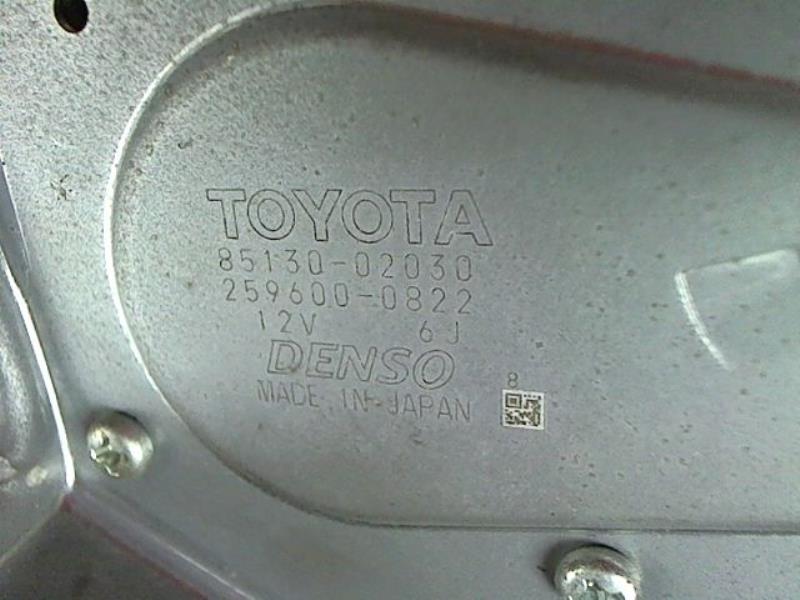 TOYOTA
85130-02030
259600-0822
12V 6J
DENSO
MADE IN JAPAN
8